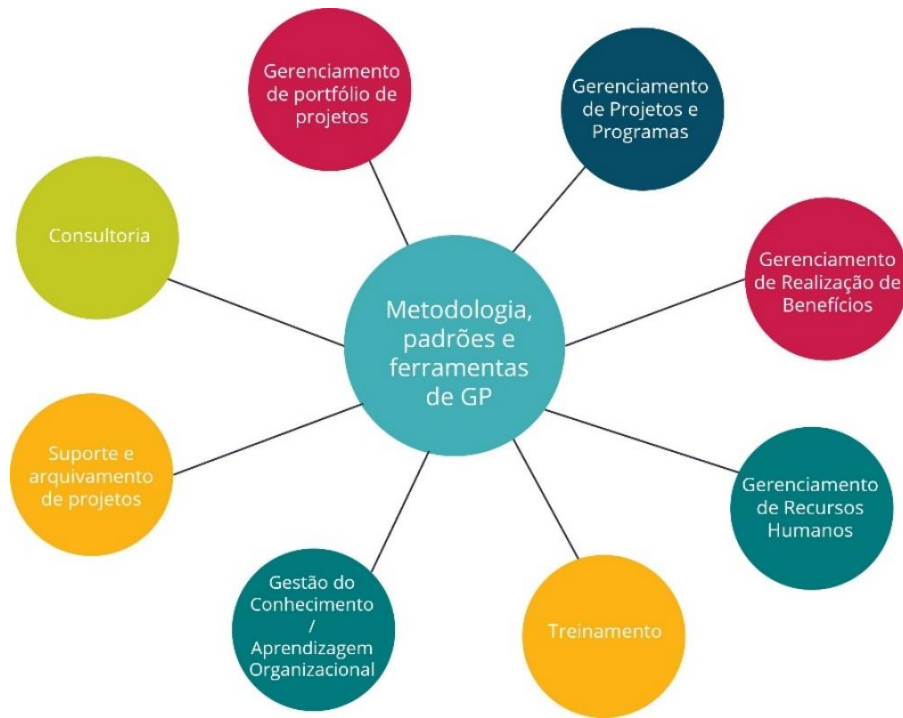 Gerenciamento
de portfólio de
projetos
Gerenciamento
de Projetos e
Programas
Consultoria
Gerenciamento
de Realização de
Benefícios
Metodologia,
padrões e
ferramentas
de GP
Suporte e
arquivamento
de projetos
Gerenciamento
de Recursos
Humanos
Gestão do
Conhecimento
/
Aprendizagem
Organizacional
Treinamento